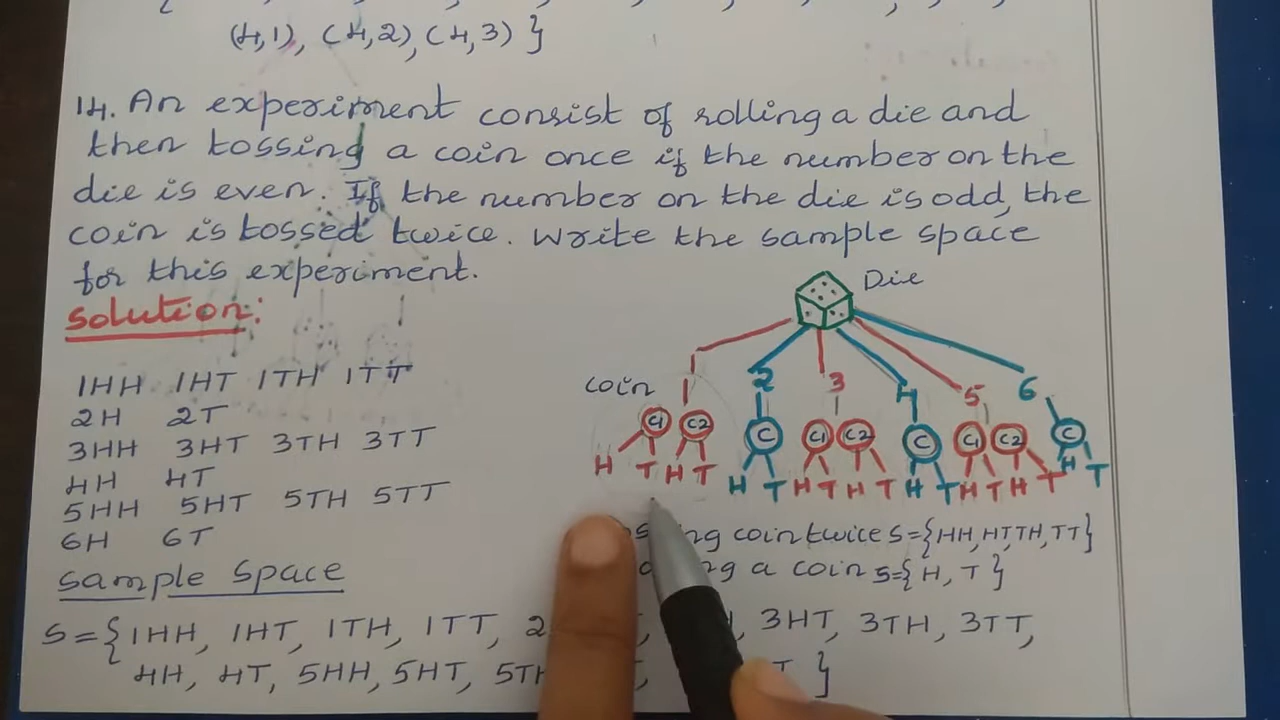 (4,1), (4,2), (4,3) }
14. An experiment consist of rolling a die and
then tossing a coin once if the number on the
die is even. If the number on the die is odd, the
coin is tossed twice. Write the sample space
for this experiment.
Solution:
Die
1HH 1HT 1TH 1TT
2H 2T
3HH 3HT 3TH 3TT
4H 4T
5HH 5HT 5TH 5TT
6H 6T
coin 1 2 3 4 5 6
C1 C2 C C1 C2 C C1 C2 C
H T H T H T H T H T H T H T H T H T
coin twice S={HH,HT,TH,TT}
a coin S={H, T}
Sample space
S={1HH, 1HT, 1TH, 1TT, 3HT, 3TH, 3TT,
4H, 4T, 5HH, 5HT, }